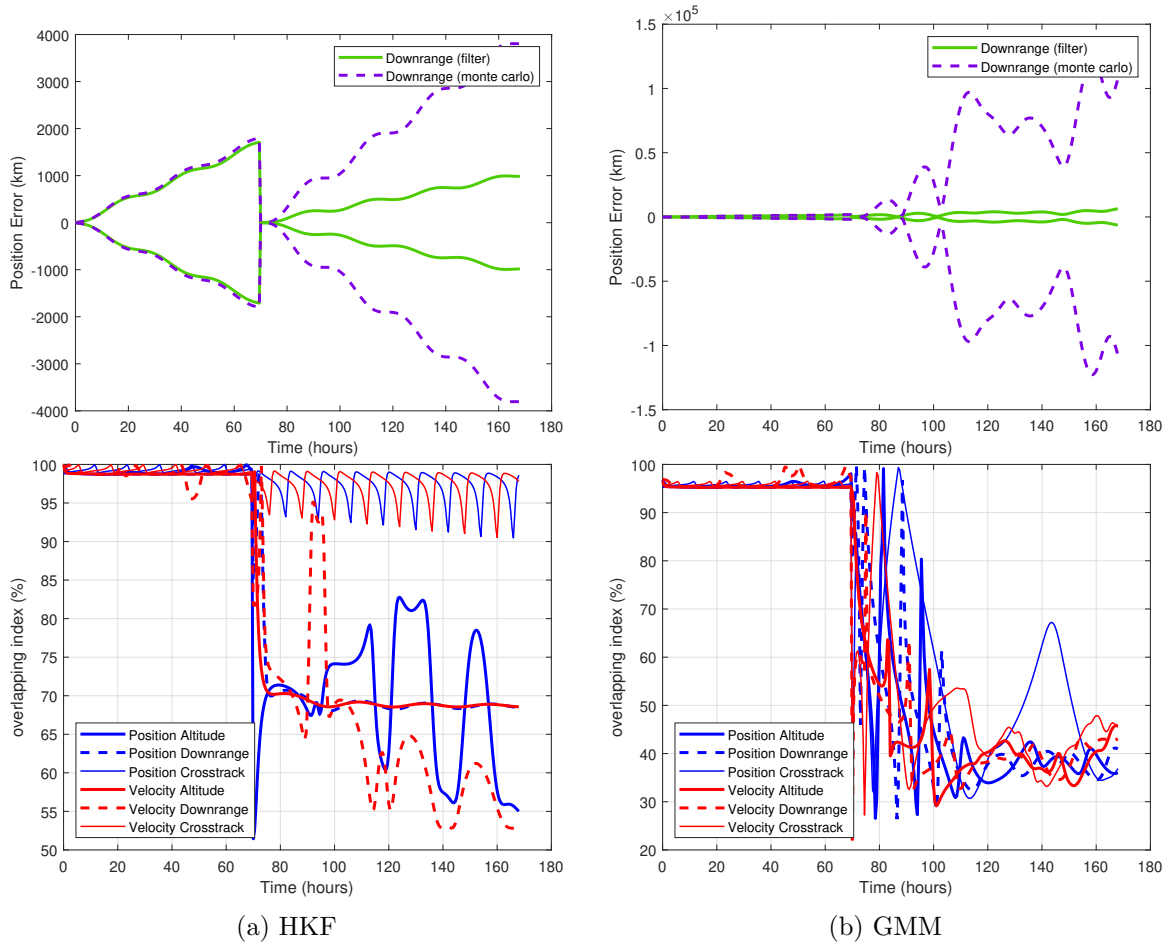 4000
3000
2000
1000
0
-1000
-2000
-3000
-4000
Position Error (km)
0 20 40 60 80 100 120 140 160 180
Time (hours)
Downrange (filter)
Downrange (monte carlo)
×10^5
1.5
1
0.5
0
-0.5
-1
-1.5
Position Error (km)
0 20 40 60 80 100 120 140 160 180
Time (hours)
Downrange (filter)
Downrange (monte carlo)
100
95
90
85
80
75
70
65
60
55
50
overlapping index (%)
Position Altitude
Position Downrange
Position Crosstrack
Velocity Altitude
Velocity Downrange
Velocity Crosstrack
0 20 40 60 80 100 120 140 160 180
Time (hours)
(a) HKF
100
90
80
70
60
50
40
30
20
overlapping index (%)
Position Altitude
Position Downrange
Position Crosstrack
Velocity Altitude
Velocity Downrange
Velocity Crosstrack
0 20 40 60 80 100 120 140 160 180
Time (hours)
(b) GMM